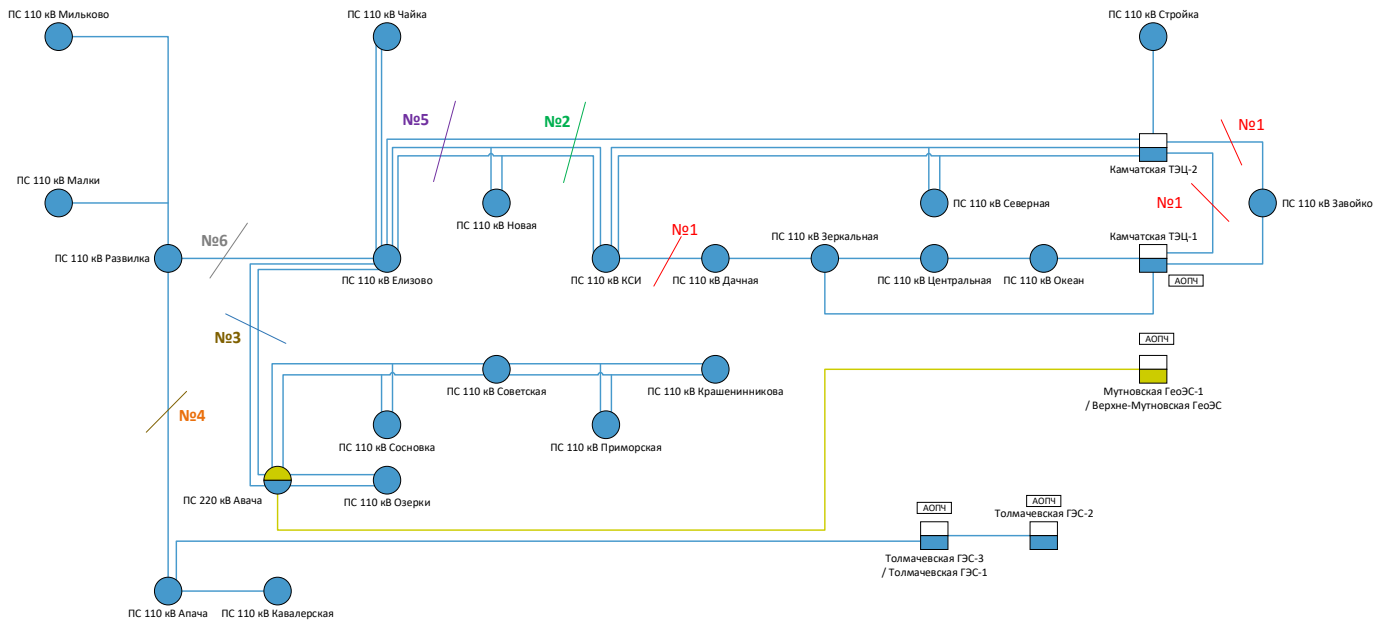 ПС 110 кВ Мильково
ПС 110 кВ Чайка
ПС 110 кВ Стройка
№5
№2
№1
Камчатская ТЭЦ-2
ПС 110 кВ Малки
ПС 110 кВ Новая
ПС 110 кВ Северная
№1
ПС 110 кВ Завойко
№6
№1
ПС 110 кВ Зеркальная
Камчатская ТЭЦ-1
ПС 110 кВ Развилка
ПС 110 кВ Елизово
ПС 110 кВ КСИ
ПС 110 кВ Дачная
ПС 110 кВ Центральная
ПС 110 кВ Океан
АОПЧ
№3
АОПЧ
ПС 110 кВ Советская
ПС 110 кВ Крашенинникова
Мутновская ГеоЭС-1
/ Верхне-Мутновская ГеоЭС
№4
ПС 110 кВ Сосновка
ПС 110 кВ Приморская
ПС 220 кВ Авача
ПС 110 кВ Озерки
АОПЧ
АОПЧ
Толмачевская ГЭС-2
Толмачевская ГЭС-3
/ Толмачевская ГЭС-1
ПС 110 кВ Апача
ПС 110 кВ Кавалерская